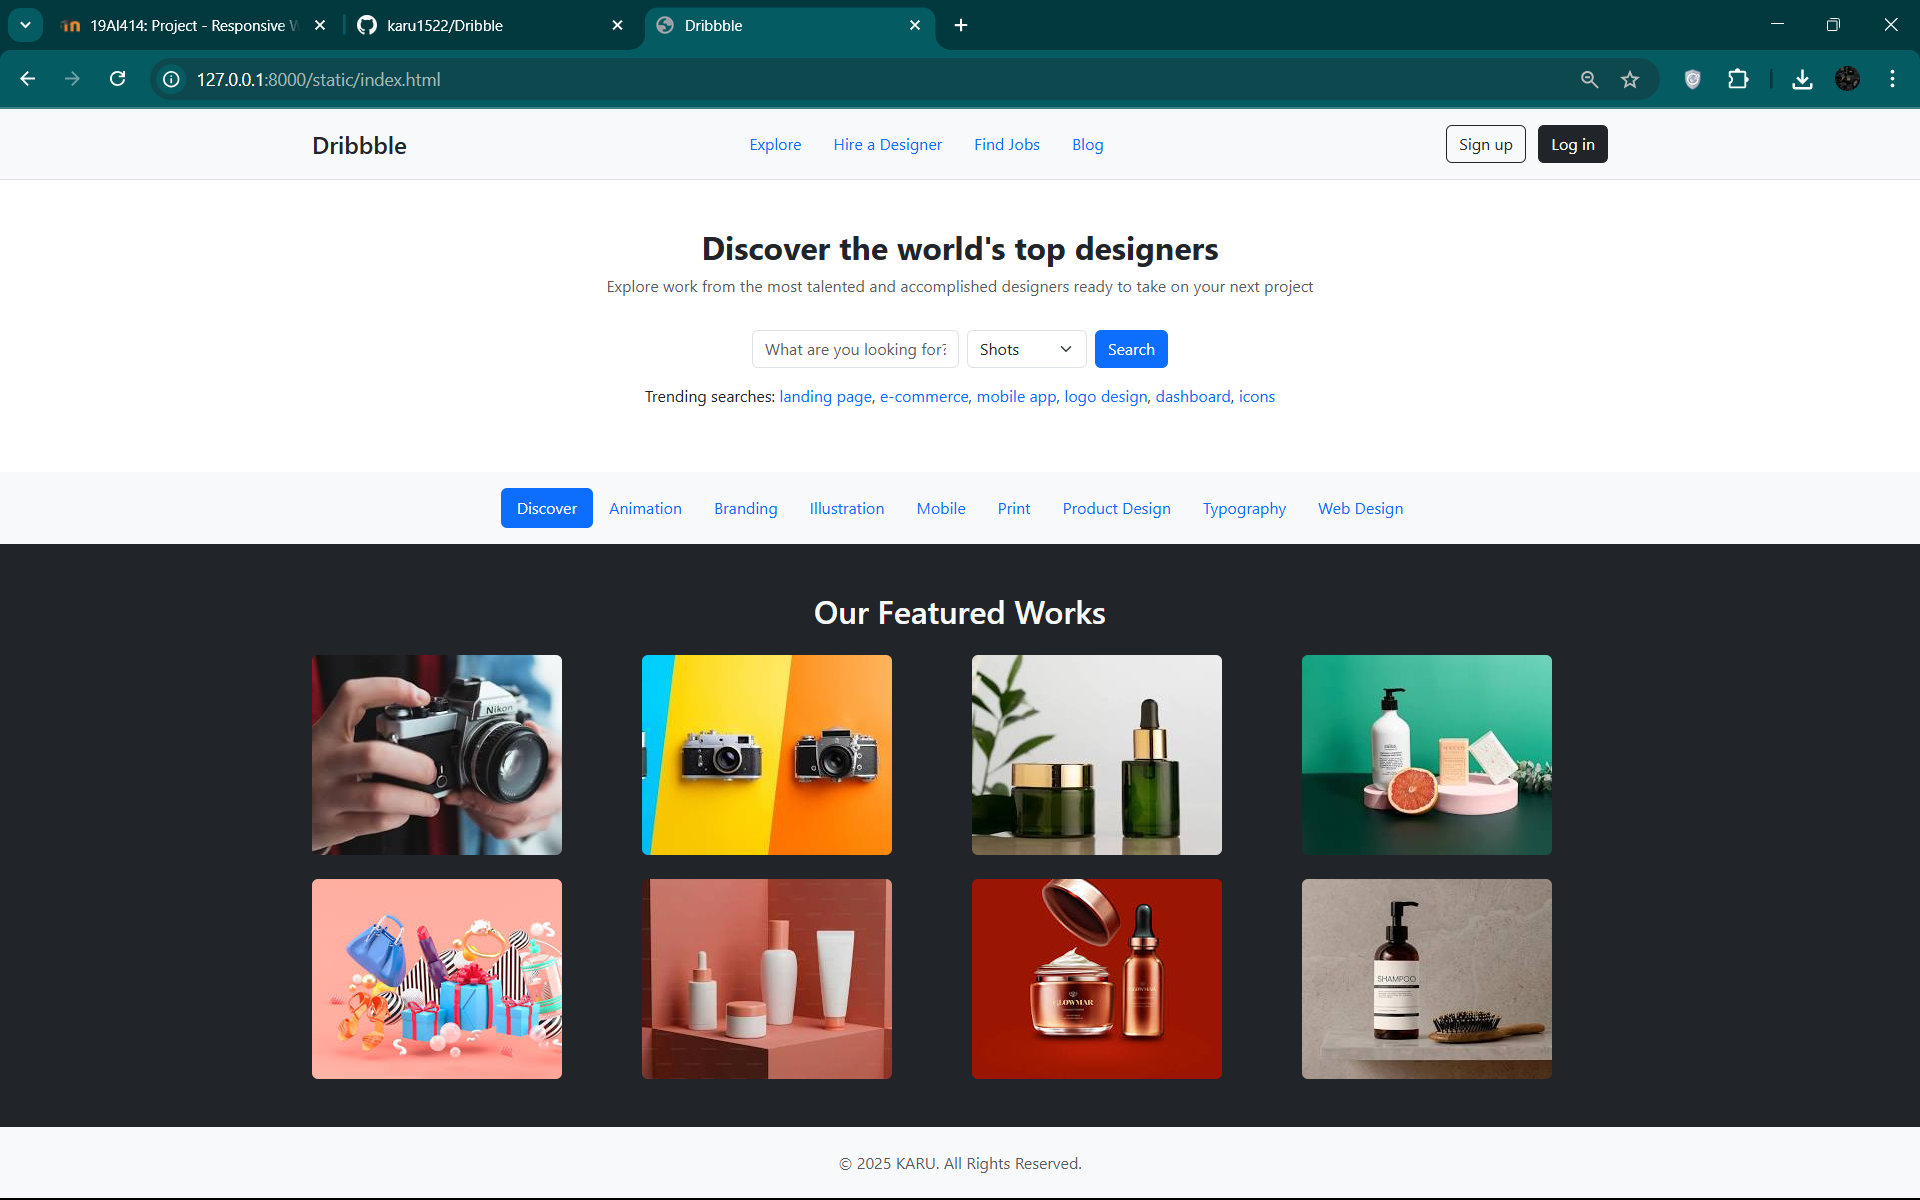 19AI414: Project - Responsive W
karu1522/Dribble
Dribbble
127.0.0.1:8000/static/index.html
Dribbble
Explore
Hire a Designer
Find Jobs
Blog
Sign up
Log in
Discover the world's top designers
Explore work from the most talented and accomplished designers ready to take on your next project
What are you looking for?
Shots
Search
Trending searches: landing page, e-commerce, mobile app, logo design, dashboard, icons
Discover
Animation
Branding
Illustration
Mobile
Print
Product Design
Typography
Web Design
Our Featured Works
Nikon
GLOWMAR
SHAMPOO
© 2025 KARU. All Rights Reserved.